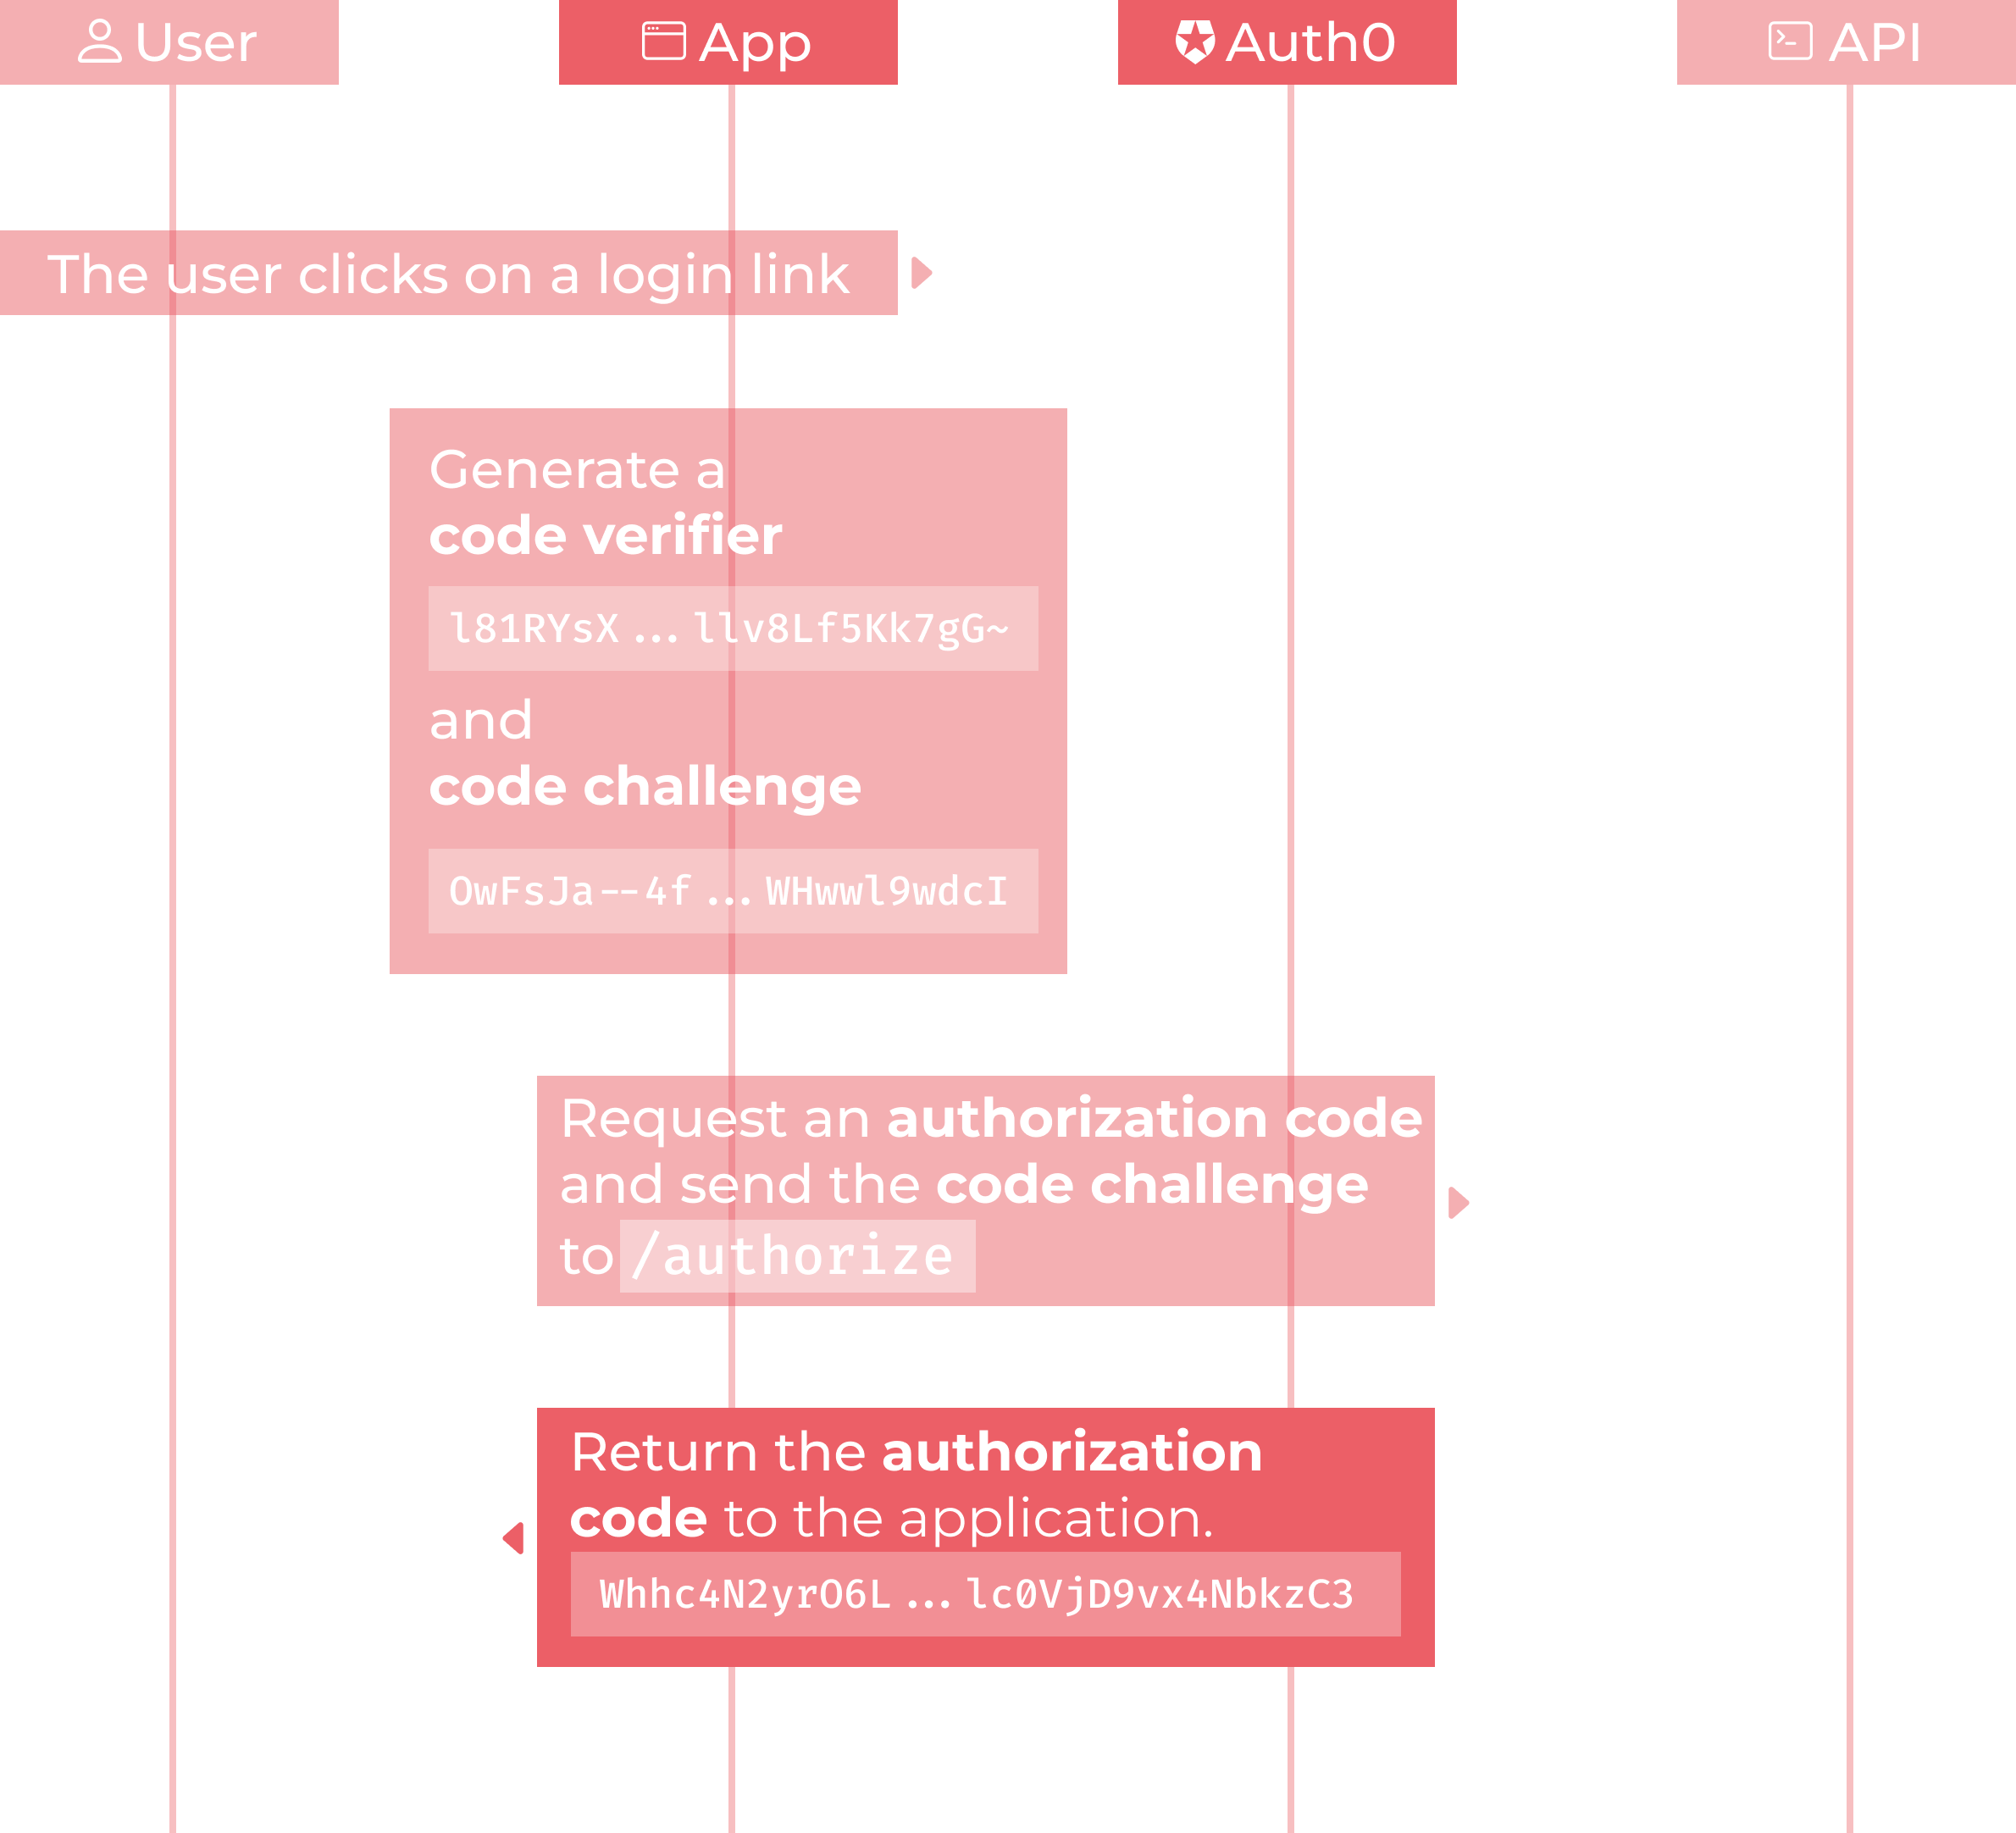 User
App
Auth0
API
The user clicks on a login link
Generate a
code verifier
l81RYsX...llv8Lf5Kk7gG~
and
code challenge
OwFsJa--4f...WHwwl9wdcI
Request an authorization code
and send the code challenge
to /authorize
Return the authorization
code to the application.
Whhc4N2yrO6L...lc0VjD9vx4NbkzC3